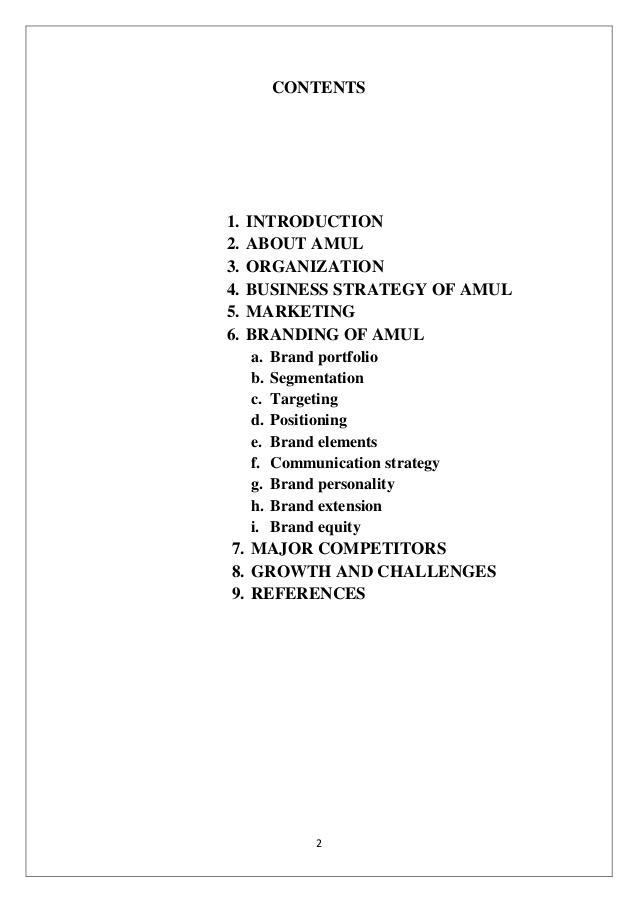 CONTENTS
1. INTRODUCTION
2. ABOUT AMUL
3. ORGANIZATION
4. BUSINESS STRATEGY OF AMUL
5. MARKETING
6. BRANDING OF AMUL
a. Brand portfolio
b. Segmentation
c. Targeting
d. Positioning
e. Brand elements
f. Communication strategy
g. Brand personality
h. Brand extension
i. Brand equity
7. MAJOR COMPETITORS
8. GROWTH AND CHALLENGES
9. REFERENCES
2